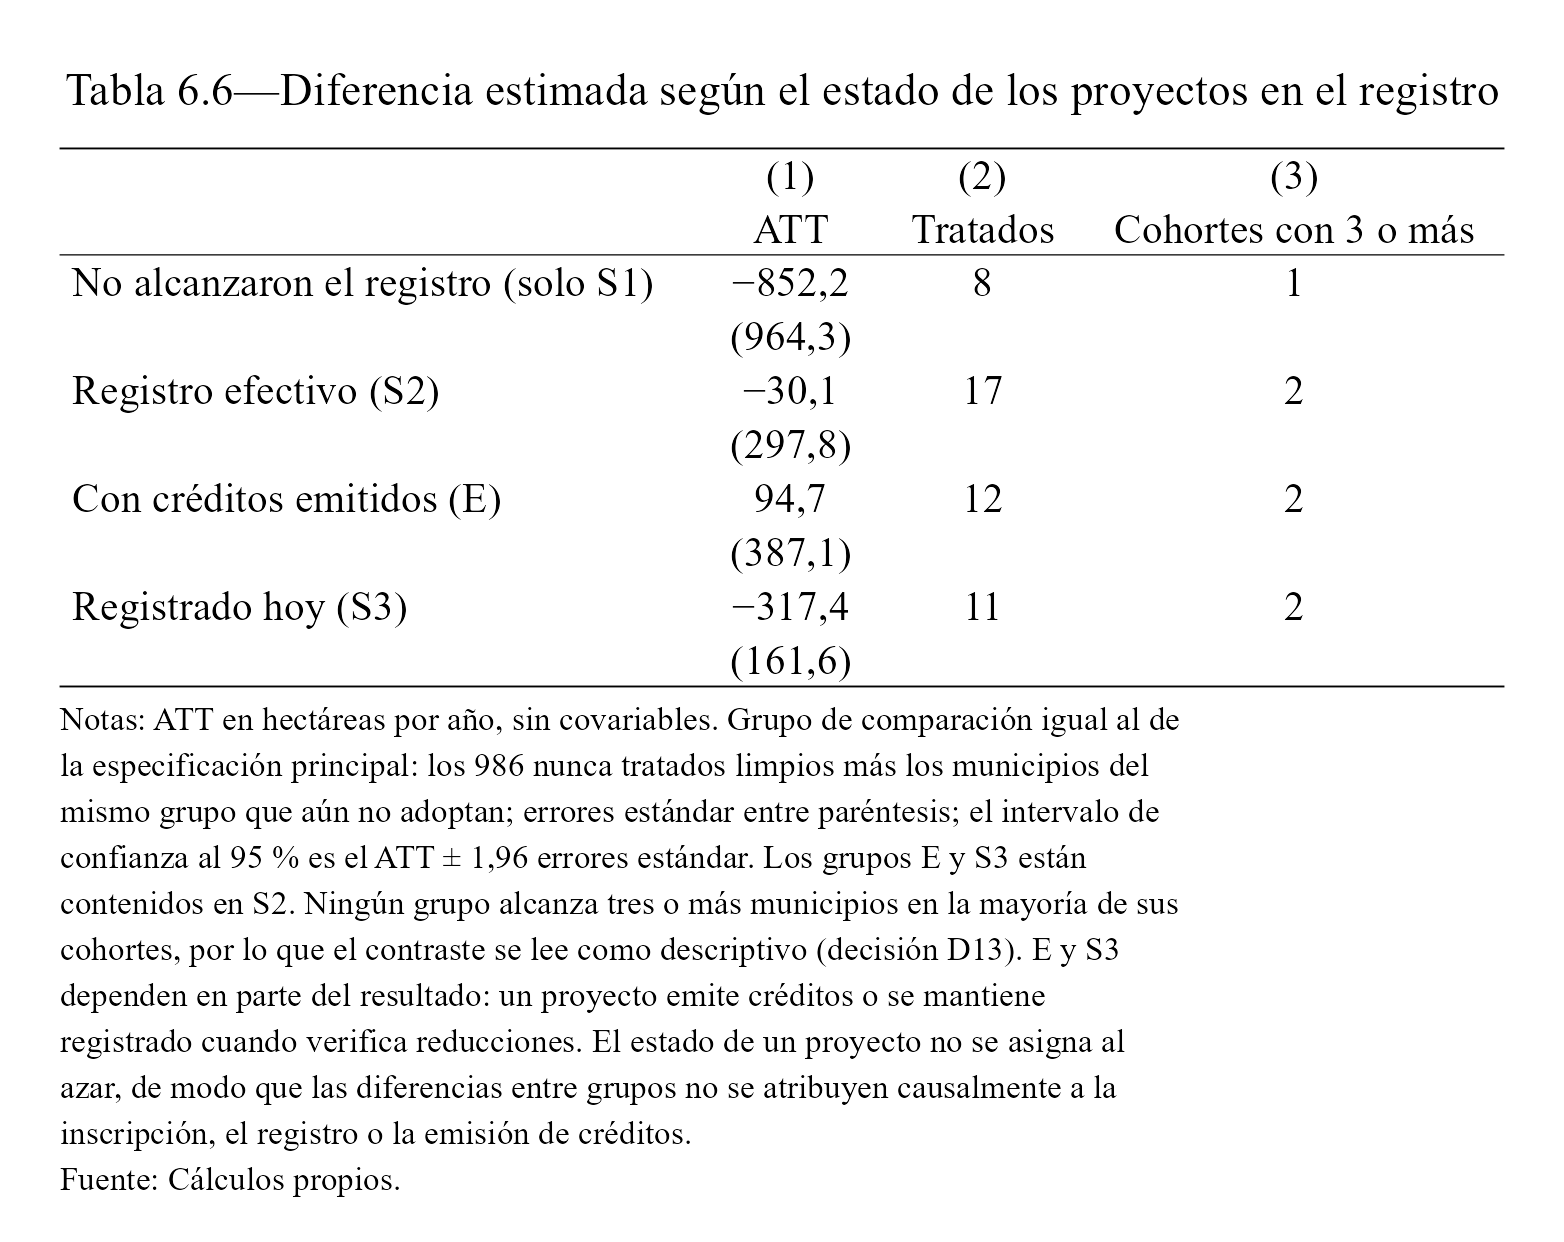 Tabla 6.6—Diferencia estimada según el estado de los proyectos en el registro
(1) (2) (3)
ATT Tratados Cohortes con 3 o más
No alcanzaron el registro (solo S1) −852,2 8 1
(964,3)
Registro efectivo (S2) −30,1 17 2
(297,8)
Con créditos emitidos (E) 94,7 12 2
(387,1)
Registrado hoy (S3) −317,4 11 2
(161,6)
Notas: ATT en hectáreas por año, sin covariables. Grupo de comparación igual al de
la especificación principal: los 986 nunca tratados limpios más los municipios del
mismo grupo que aún no adoptan; errores estándar entre paréntesis; el intervalo de
confianza al 95 % es el ATT ± 1,96 errores estándar. Los grupos E y S3 están
contenidos en S2. Ningún grupo alcanza tres o más municipios en la mayoría de sus
cohortes, por lo que el contraste se lee como descriptivo (decisión D13). E y S3
dependen en parte del resultado: un proyecto emite créditos o se mantiene
registrado cuando verifica reducciones. El estado de un proyecto no se asigna al
azar, de modo que las diferencias entre grupos no se atribuyen causalmente a la
inscripción, el registro o la emisión de créditos.
Fuente: Cálculos propios.